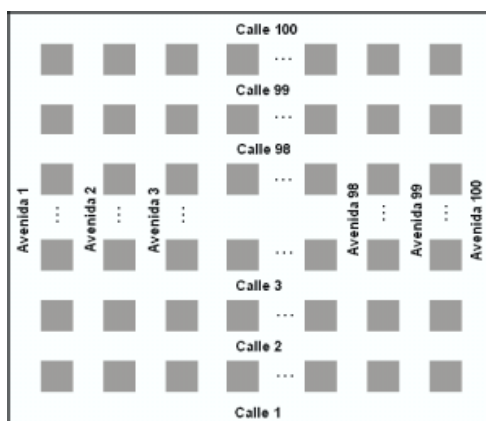 Calle 100
Calle 99
Calle 98
Avenida 1
Avenida 2
Avenida 3
Avenida 98
Avenida 99
Avenida 100
Calle 3
Calle 2
Calle 1